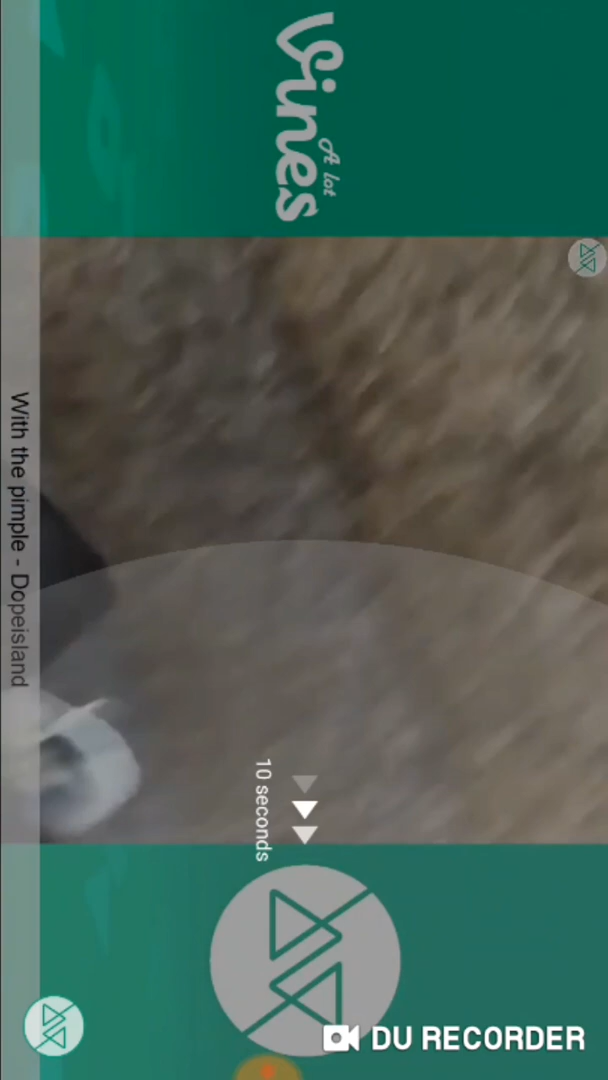 A lot
Vines
10 seconds
With the pimple - Dopeisland
DU RECORDER